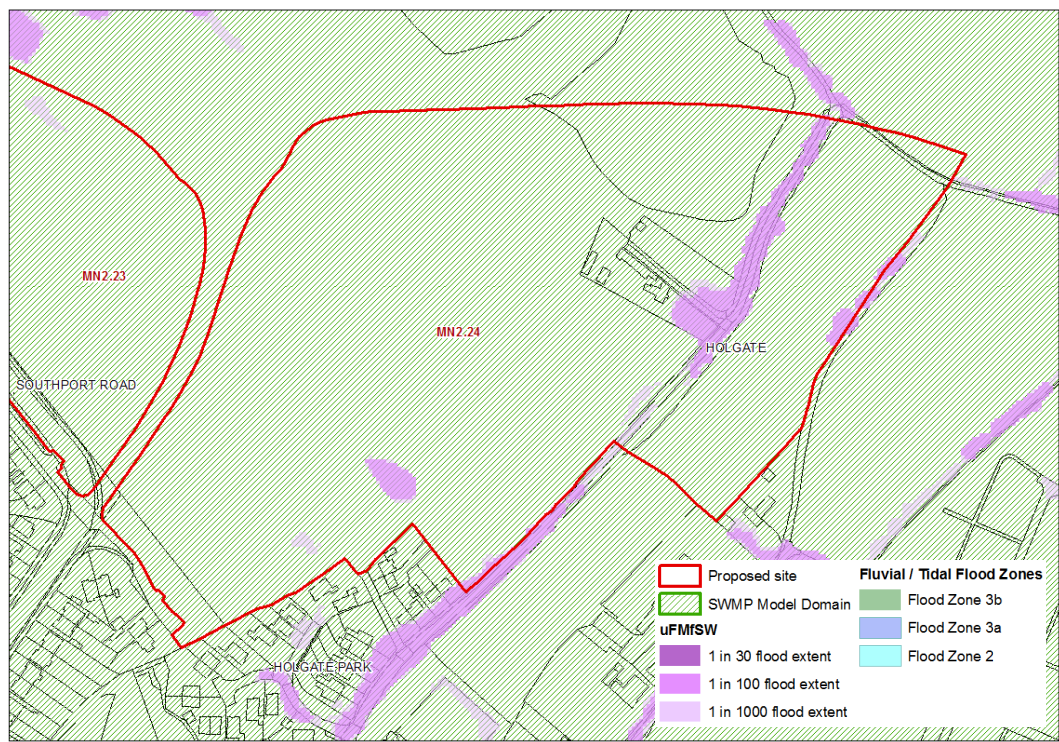 MN2.23
MN2.24
HOLGATE
SOUTHPORT ROAD
HOLGATE PARK
Proposed site
SWMP Model Domain
uFMfSW
1 in 30 flood extent
1 in 100 flood extent
1 in 1000 flood extent
Fluvial / Tidal Flood Zones
Flood Zone 3b
Flood Zone 3a
Flood Zone 2